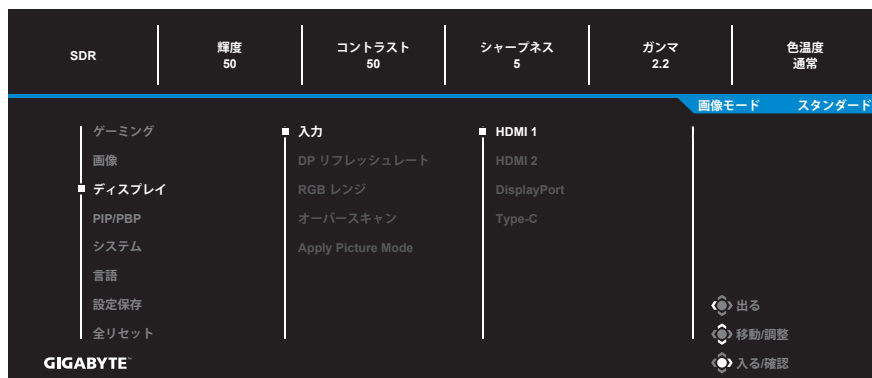 SDR
輝度
50
コントラスト
50
シャープネス
5
ガンマ
2.2
色温度
通常
画像モード スタンダード
ゲーミング
画像
ディスプレイ
PIP/PBP
システム
言語
設定保存
全リセット
入力
DP リフレッシュレート
RGB レンジ
オーバースキャン
Apply Picture Mode
HDMI 1
HDMI 2
DisplayPort
Type-C
出る
移動/調整
入る/確認
GIGABYTE™